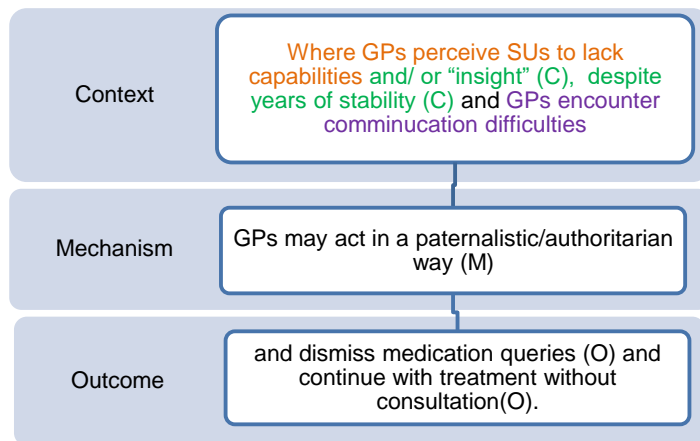 Context
Where GPs perceive SUs to lack
capabilities and/ or “insight” (C),  despite
years of stability (C) and GPs encounter
comminucation difficulties
Mechanism
GPs may act in a paternalistic/authoritarian
way (M)
Outcome
and dismiss medication queries (O) and
continue with treatment without
consultation(O).